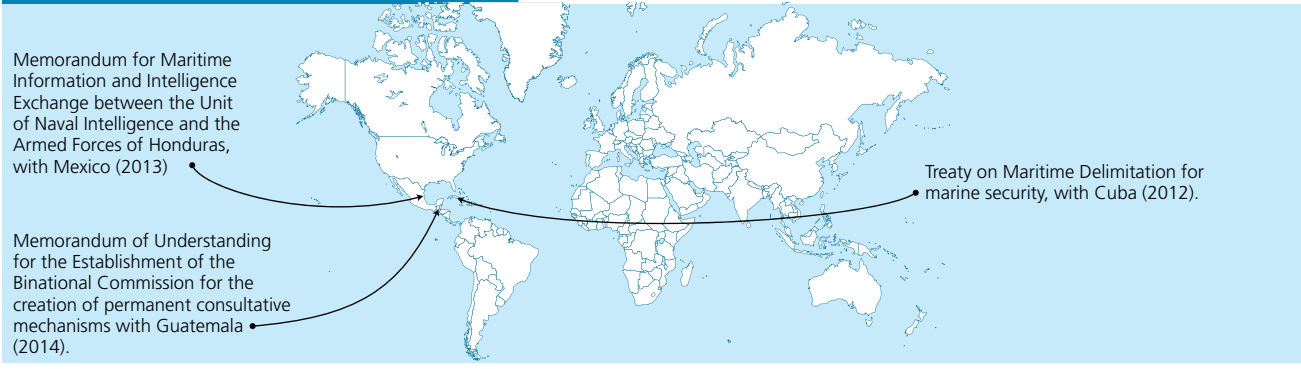 Memorandum for Maritime
Information and Intelligence
Exchange between the Unit
of Naval Intelligence and the
Armed Forces of Honduras,
with Mexico (2013)
Memorandum of Understanding
for the Establishment of the
Binational Commission for the
creation of permanent consultative
mechanisms with Guatemala
(2014).
Treaty on Maritime Delimitation for
marine security, with Cuba (2012).